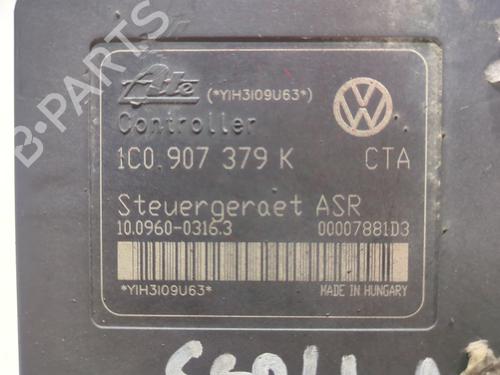 B-PARTS
Ate (*YIH3I09U63*)
Controller
1C0 907 379 K CTA
Steuergeraet ASR
10.0960-0316.3 00007881D3
*YIH3I09U63* MADE IN HUNGARY